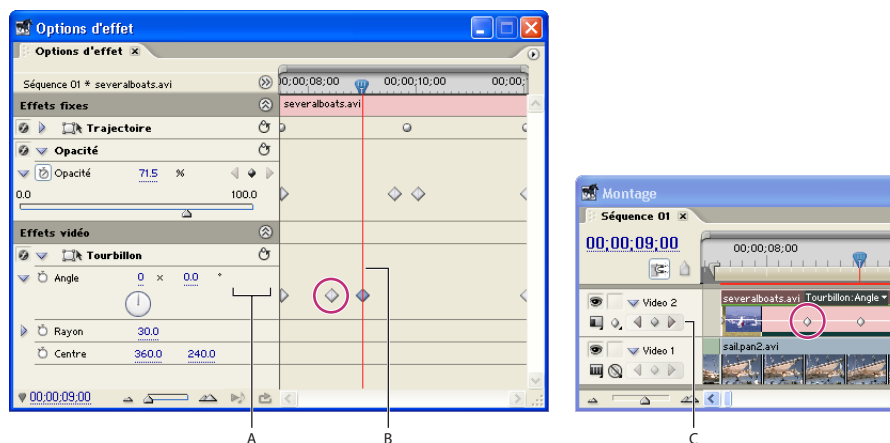 Options d'effet
Options d'effet
Séquence 01 * severalboats.avi
00;00;08;00 00;00;10;00 00;00;
Effets fixes
severalboats.avi
Trajectoire
Opacité
Opacité 71.5 %
0.0 100.0
Effets vidéo
Tourbillon
Angle 0 x 0.0 °
Rayon 30.0
Centre 360.0 240.0
00;00;09;00
A B
Montage
Séquence 01
00;00;09;00
00;00;08;00
Video 2
severalboats.avi Tourbillon:Angle
Video 1
sail.pan2.avi
C